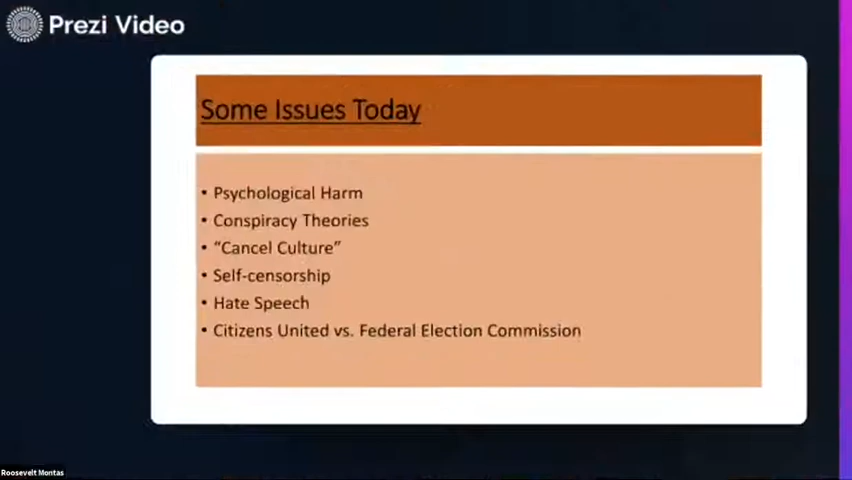 Prezi Video
Some Issues Today
• Psychological Harm
• Conspiracy Theories
• “Cancel Culture”
• Self-censorship
• Hate Speech
• Citizens United vs. Federal Election Commission
Roosevelt Montas